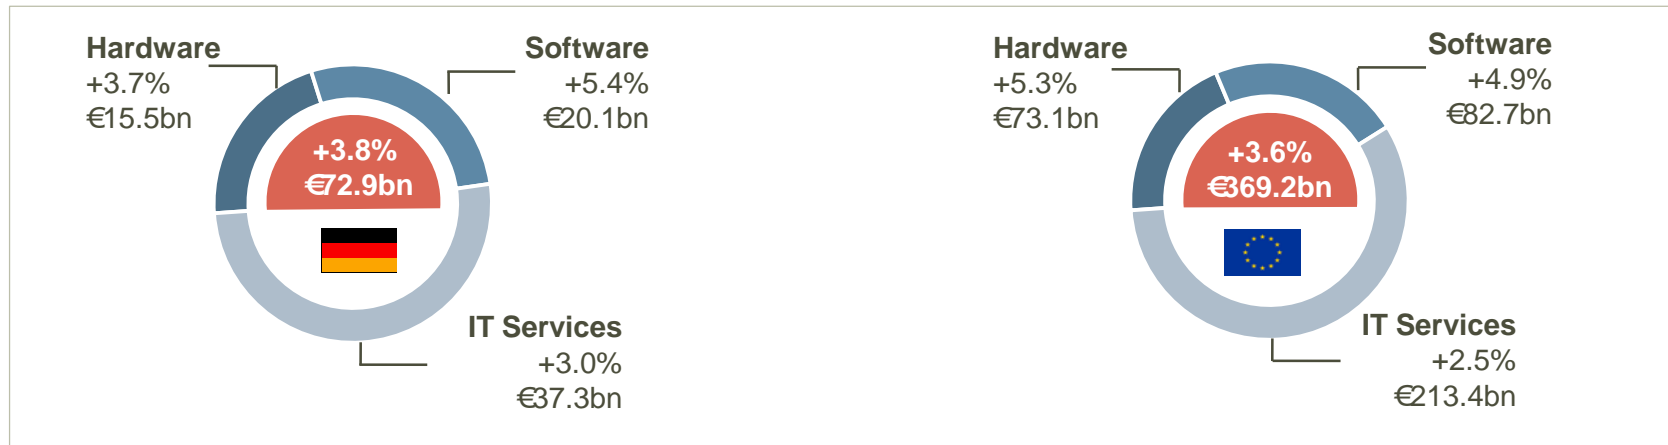 Hardware
+3.7%
€15.5bn
Software
+5.4%
€20.1bn
+3.8%
€72.9bn
IT Services
+3.0%
€37.3bn
Hardware
+5.3%
€73.1bn
Software
+4.9%
€82.7bn
+3.6%
€369.2bn
IT Services
+2.5%
€213.4bn